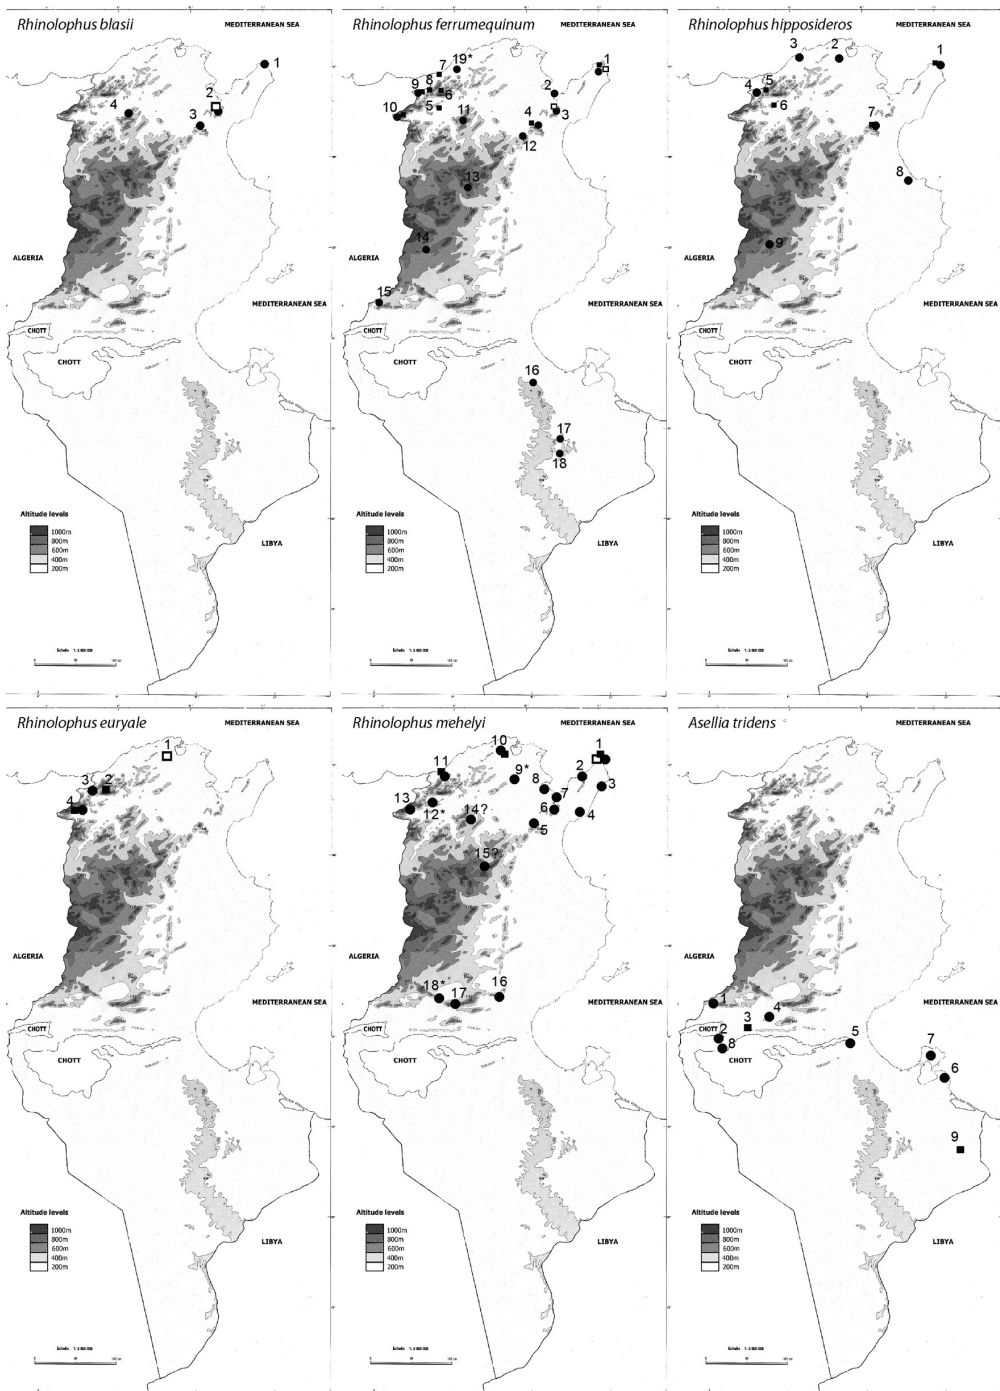 Rhinolophus blasii
MEDITERRANEAN SEA
1
2
3
4
ALGERIA
MEDITERRANEAN SEA
CHOTT
CHOTT
Altitude levels
1000m
800m
600m
400m
200m
LIBYA
Rhinolophus ferrumequinum
MEDITERRANEAN SEA
19*
1
7
8
9
6
2
10
5
11
4
3
12
13
14
ALGERIA
15
MEDITERRANEAN SEA
CHOTT
CHOTT
16
17
18
Altitude levels
1000m
800m
600m
400m
200m
LIBYA
Rhinolophus hipposideros
MEDITERRANEAN SEA
3
2
1
5
4
6
7
8
9
ALGERIA
MEDITERRANEAN SEA
CHOTT
CHOTT
Altitude levels
1000m
800m
600m
400m
200m
LIBYA
Rhinolophus euryale
MEDITERRANEAN SEA
1
3
2
4
ALGERIA
MEDITERRANEAN SEA
CHOTT
CHOTT
Altitude levels
1000m
800m
600m
400m
200m
LIBYA
Rhinolophus mehelyi
MEDITERRANEAN SEA
10
1
11
9*
2
8
3
13
12*
7
6
14?
4
5
15?
ALGERIA
18*
17
16
MEDITERRANEAN SEA
CHOTT
CHOTT
Altitude levels
1000m
800m
600m
400m
200m
LIBYA
Asellia tridens
MEDITERRANEAN SEA
ALGERIA
1
MEDITERRANEAN SEA
4
3
CHOTT
2
8
5
7
CHOTT
6
9
Altitude levels
1000m
800m
600m
400m
200m
LIBYA